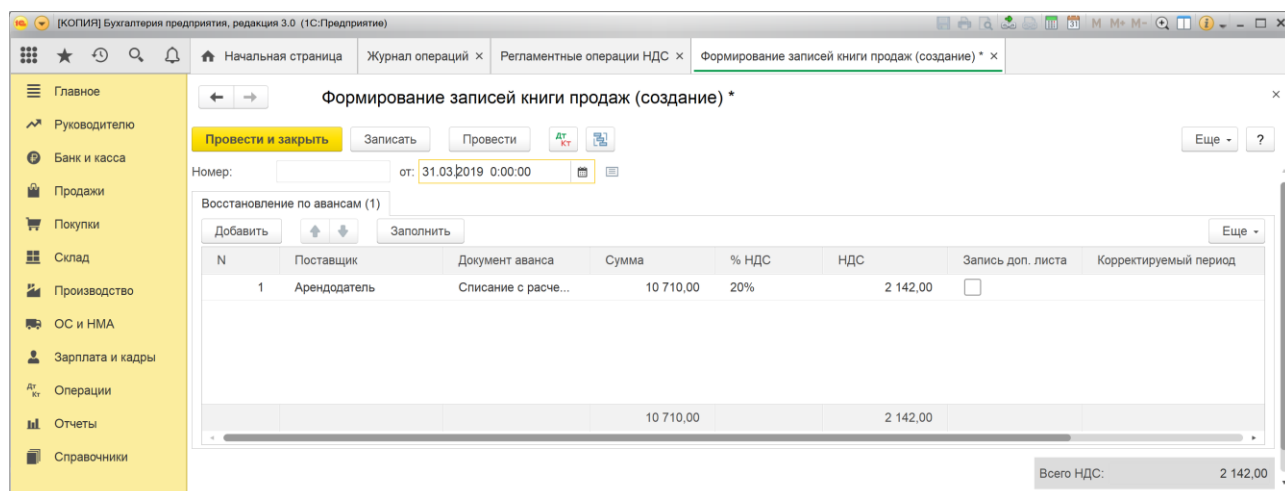 [КОПИЯ] Бухгалтерия предприятия, редакция 3.0 (1С:Предприятие)
M M+ M-
Начальная страница Журнал операций × Регламентные операции НДС × Формирование записей книги продаж (создание) * ×
Главное
Руководителю
Банк и касса
Продажи
Покупки
Склад
Производство
ОС и НМА
Зарплата и кадры
Операции
Отчеты
Справочники
Формирование записей книги продаж (создание) *
Провести и закрыть Записать Провести Дт Кт Еще ?
Номер: от: 31.03.2019 0:00:00
Восстановление по авансам (1)
Добавить Заполнить Еще
N Поставщик Документ аванса Сумма % НДС НДС Запись доп. листа Корректируемый период
1 Арендодатель Списание с расче... 10 710,00 20% 2 142,00
10 710,00 2 142,00
Всего НДС: 2 142,00